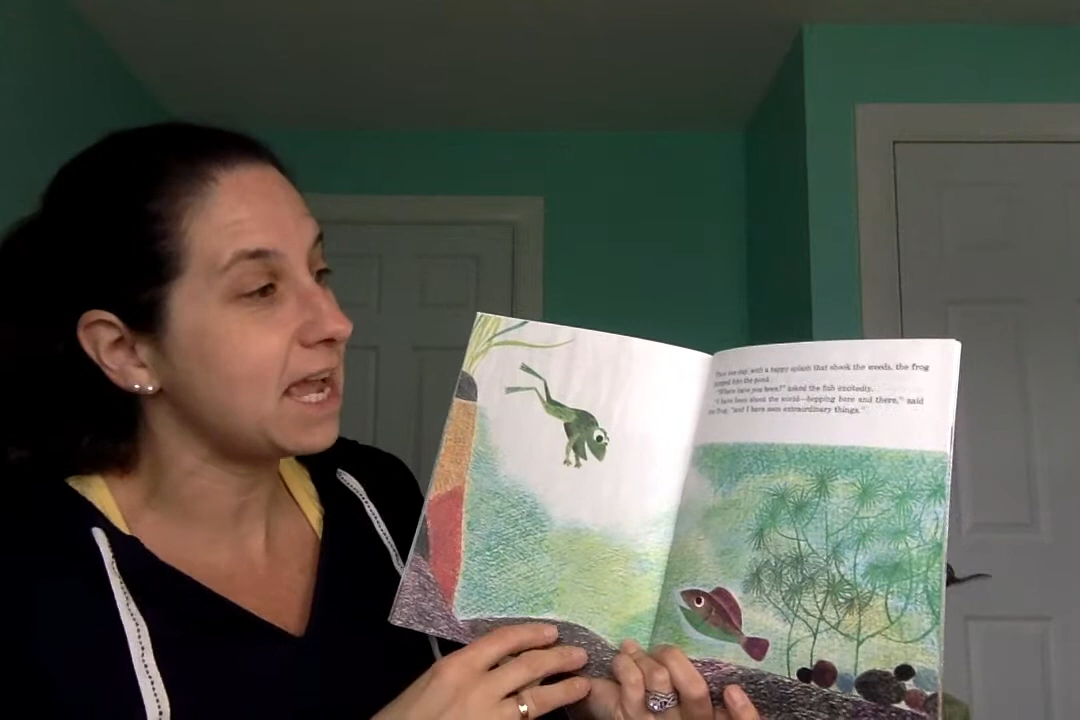 Then one day, with a happy splash that shook the weeds, the frog
jumped into the pond.
"Where have you been?" asked the fish excitedly.
"I have been about the world—hopping here and there," said
the frog, "and I have seen extraordinary things."